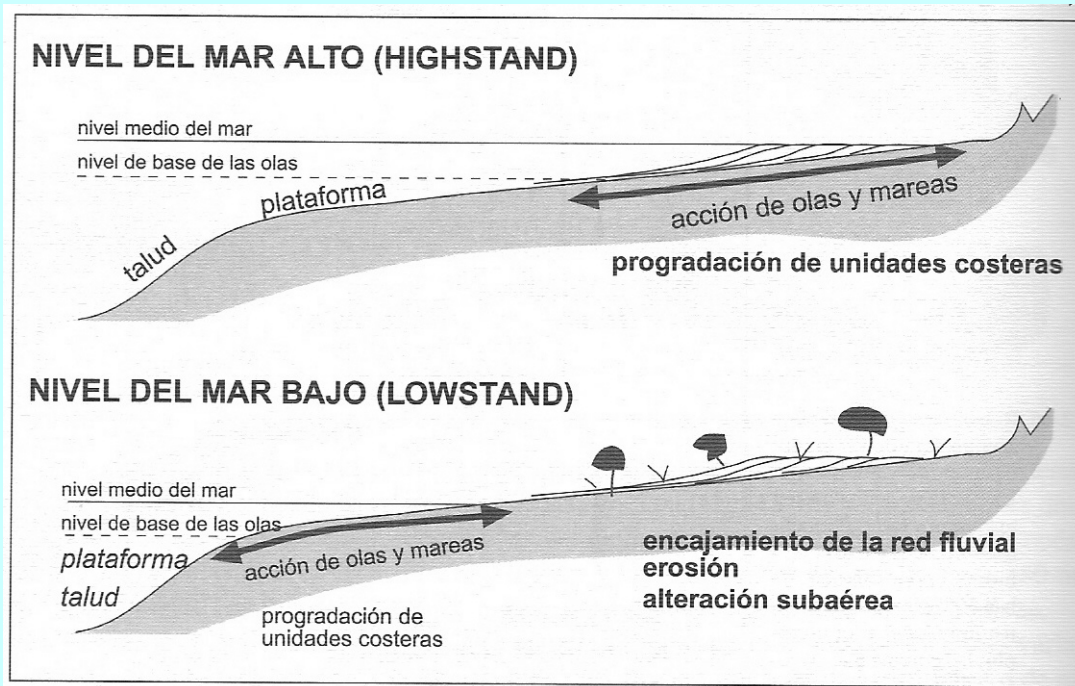 NIVEL DEL MAR ALTO (HIGHSTAND)
nivel medio del mar
nivel de base de las olas
plataforma
talud
acción de olas y mareas
progradación de unidades costeras
NIVEL DEL MAR BAJO (LOWSTAND)
nivel medio del mar
nivel de base de las olas
plataforma
talud
acción de olas y mareas
progradación de
unidades costeras
encajamiento de la red fluvial
erosión
alteración subaérea